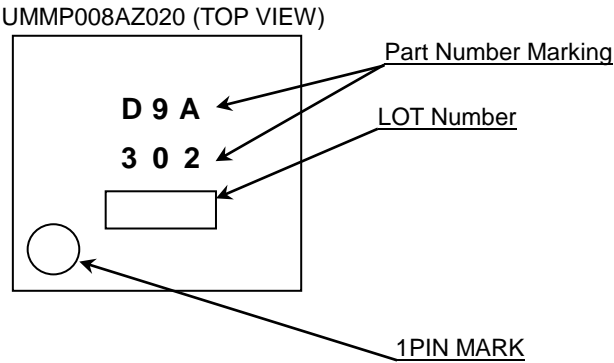 UMMP008AZ020 (TOP VIEW)
Part Number Marking
D 9 A
LOT Number
3 0 2
1PIN MARK